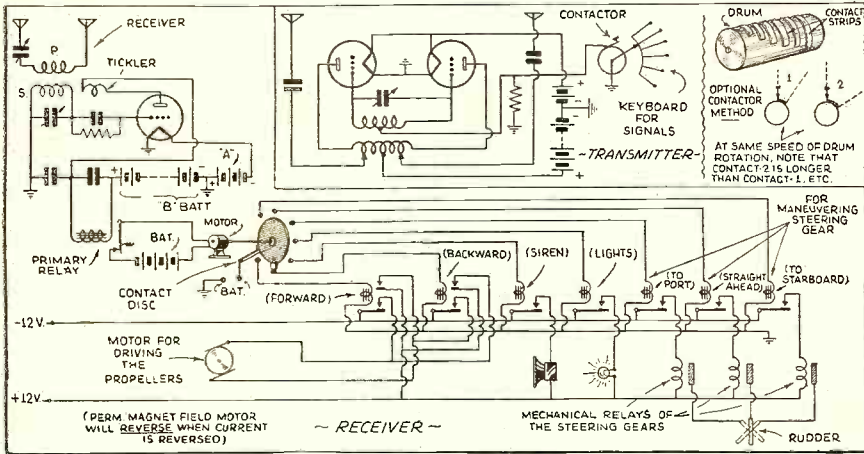 RECEIVER
P.
TICKLER
S.
"A"
"B" BATT
PRIMARY
RELAY
BAT.
MOTOR
CONTACT
DISC
"BAT."
CONTACTOR
KEYBOARD
FOR
SIGNALS
~TRANSMITTER~
DRUM
CONTACT
STRIPS
1
2
OPTIONAL
CONTACTOR
METHOD
AT SAME SPEED OF DRUM
ROTATION, NOTE THAT
CONTACT-2 IS LONGER
THAN CONTACT-1, ETC.
FOR
MANEUVERING
STEERING
GEAR
(FORWARD)
(BACKWARD)
(SIREN)
(LIGHTS)
(TO
PORT)
(STRAIGHT
AHEAD)
(TO
STARBOARD)
-12V.
MOTOR FOR
DRIVING
THE
PROPELLERS
+12V.
(PERM. MAGNET FIELD MOTOR
WILL REVERSE WHEN CURRENT
IS REVERSED)
~ RECEIVER ~
MECHANICAL RELAYS OF
THE STEERING GEARS
RUDDER